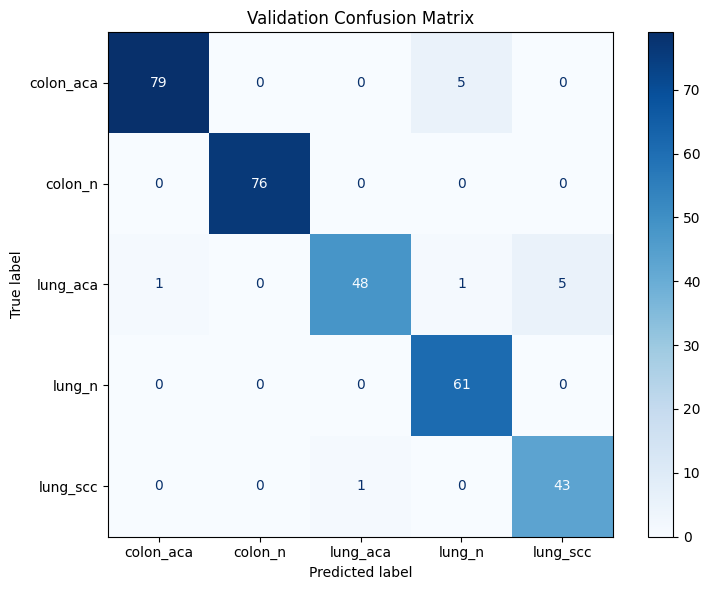 Validation Confusion Matrix
True label
colon_aca 79 0 0 5 0
colon_n 0 76 0 0 0
lung_aca 1 0 48 1 5
lung_n 0 0 0 61 0
lung_scc 0 0 1 0 43
colon_aca colon_n lung_aca lung_n lung_scc
Predicted label
70
60
50
40
30
20
10
0